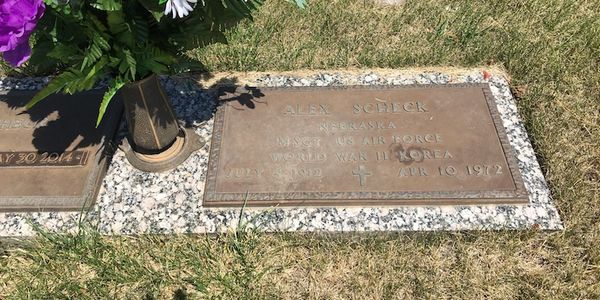 HECK
AY 30 2014
ALEX SCHECK
NEBRASKA
MSGT US AIR FORCE
WORLD WAR II KOREA
JULY 1912 APR 10 1972